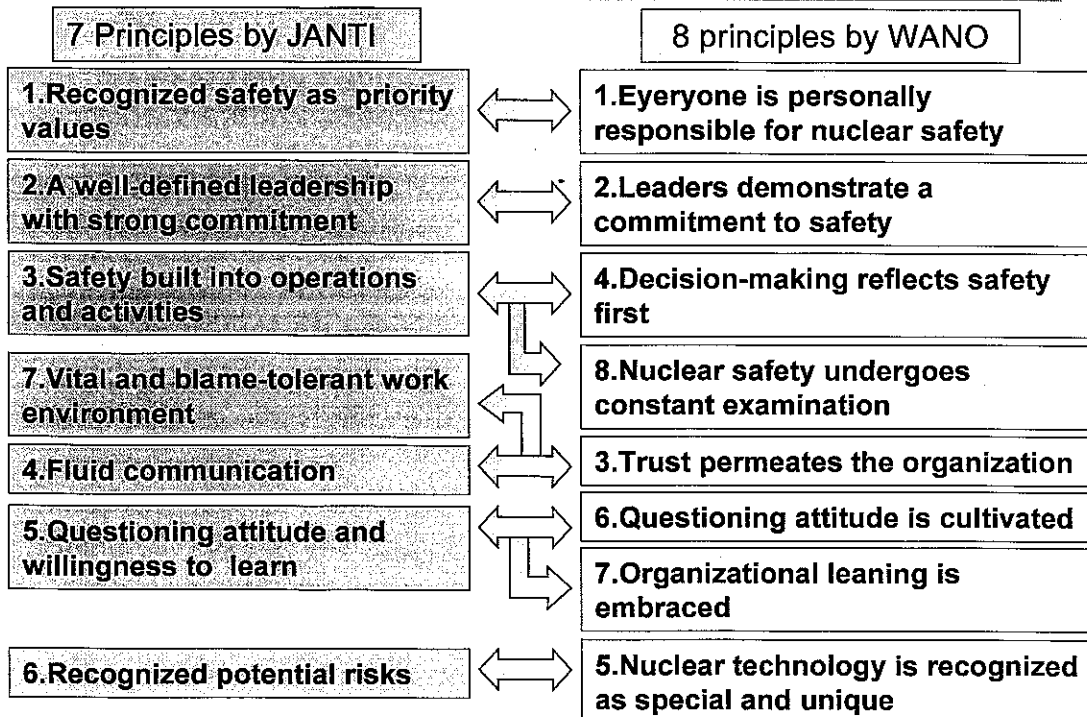 7 Principles by JANTI
8 principles by WANO
1.Recognized safety as priority
values
1.Eyeryone is personally
responsible for nuclear safety
2.A well-defined leadership
with strong commitment
2.Leaders demonstrate a
commitment to safety
3.Safety built into operations
and activities
4.Decision-making reflects safety
first
7.Vital and blame-tolerant work
environment
8.Nuclear safety undergoes
constant examination
4.Fluid communication
3.Trust permeates the organization
5.Questioning attitude and
willingness to learn
6.Questioning attitude is cultivated
7.Organizational leaning is
embraced
6.Recognized potential risks
5.Nuclear technology is recognized
as special and unique